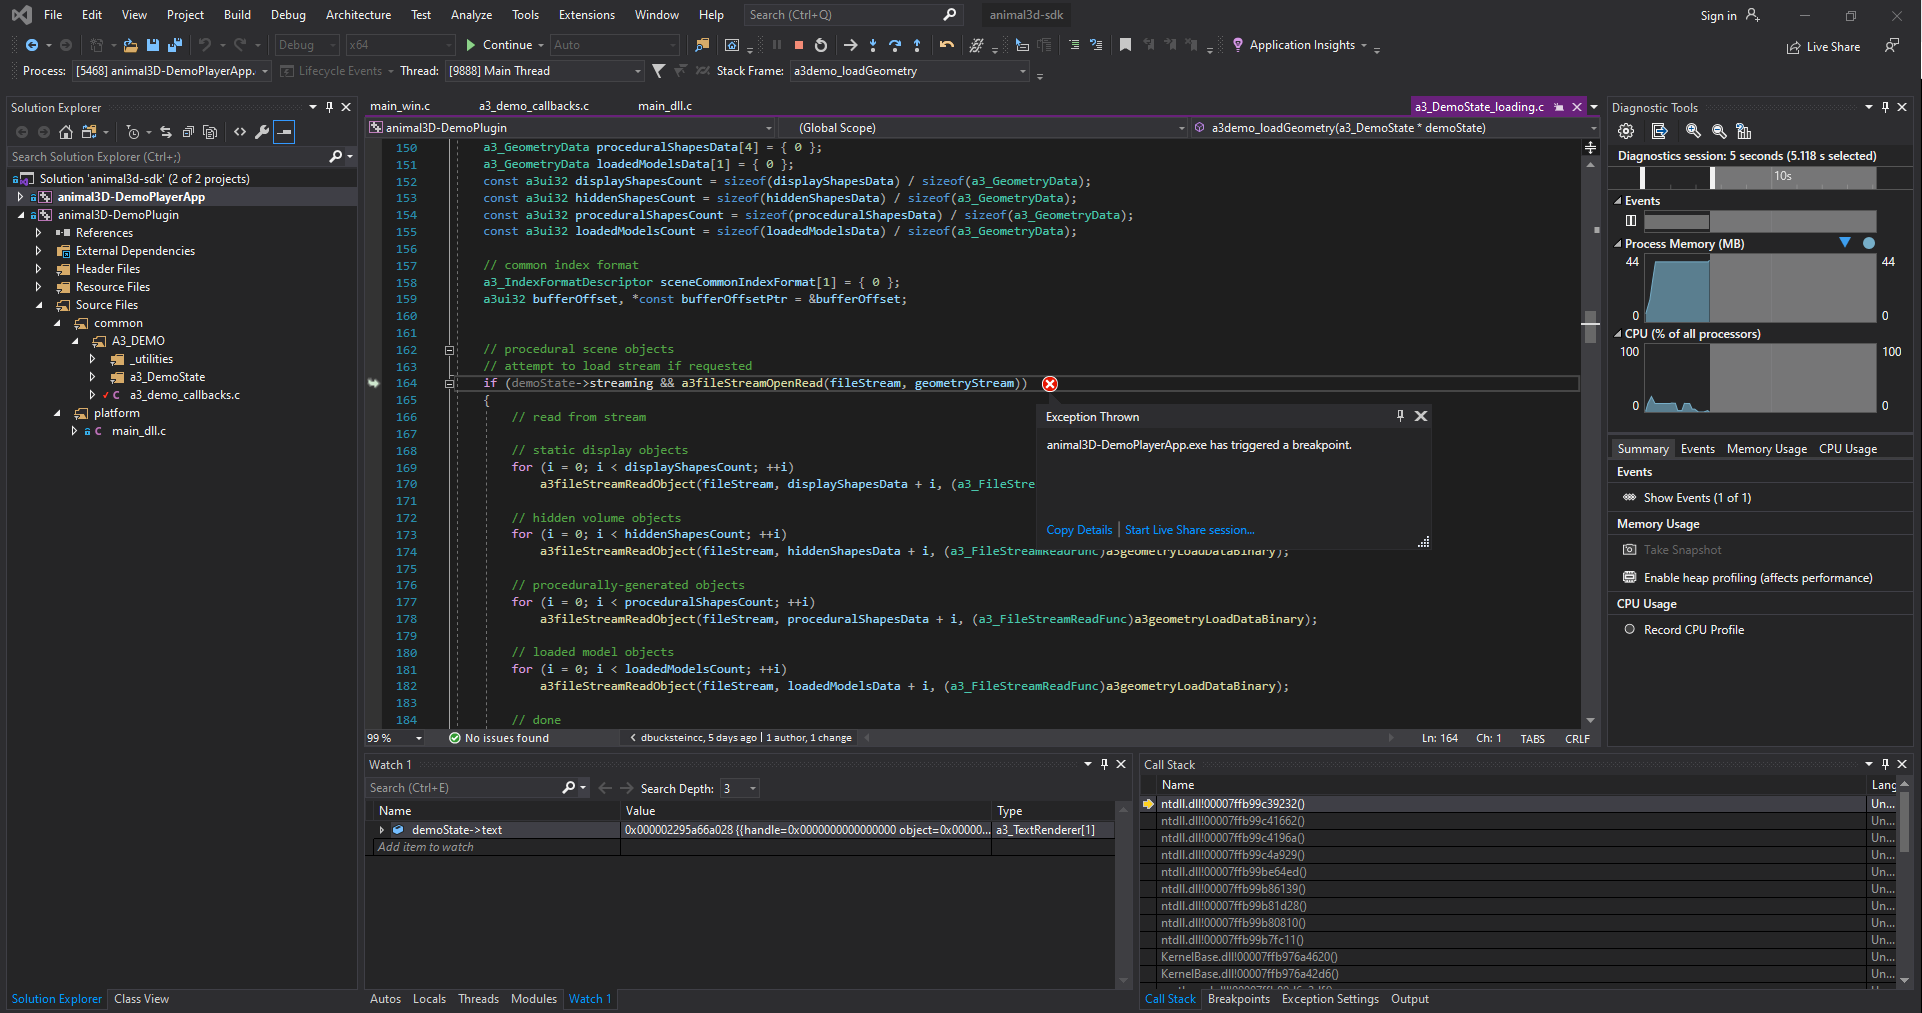 File Edit View Project Build Debug Architecture Test Analyze Tools Extensions Window Help Search (Ctrl+Q) animal3d-sdk Sign in
Debug x64 Continue Auto Application Insights Live Share
Process: [5468] animal3D-DemoPlayerApp. Lifecycle Events Thread: [9888] Main Thread Stack Frame: a3demo_loadGeometry
Solution Explorer
Search Solution Explorer (Ctrl+;)
Solution 'animal3d-sdk' (2 of 2 projects)
animal3D-DemoPlayerApp
animal3D-DemoPlugin
References
External Dependencies
Header Files
Resource Files
Source Files
common
A3_DEMO
_utilities
a3_DemoState
a3_demo_callbacks.c
platform
main_dll.c
Solution Explorer Class View
main_win.c a3_demo_callbacks.c main_dll.c a3_DemoState_loading.c
animal3D-DemoPlugin (Global Scope) a3demo_loadGeometry(a3_DemoState * demoState)
150 a3_GeometryData proceduralShapesData[4] = { 0 };
151 a3_GeometryData loadedModelsData[1] = { 0 };
152 const a3ui32 displayShapesCount = sizeof(displayShapesData) / sizeof(a3_GeometryData);
153 const a3ui32 hiddenShapesCount = sizeof(hiddenShapesData) / sizeof(a3_GeometryData);
154 const a3ui32 proceduralShapesCount = sizeof(proceduralShapesData) / sizeof(a3_GeometryData);
155 const a3ui32 loadedModelsCount = sizeof(loadedModelsData) / sizeof(a3_GeometryData);
156
157 // common index format
158 a3_IndexFormatDescriptor sceneCommonIndexFormat[1] = { 0 };
159 a3ui32 bufferOffset, *const bufferOffsetPtr = &bufferOffset;
160
161
162 // procedural scene objects
163 // attempt to load stream if requested
164 if (demoState->streaming && a3fileStreamOpenRead(fileStream, geometryStream))
165 {
166 // read from stream
167
168 // static display objects
169 for (i = 0; i < displayShapesCount; ++i)
170 a3fileStreamReadObject(fileStream, displayShapesData + i, (a3_FileStre
171
172 // hidden volume objects
173 for (i = 0; i < hiddenShapesCount; ++i)
174 a3fileStreamReadObject(fileStream, hiddenShapesData + i, (a3_FileStreamReadFunc)a3geometryLoadDataBinary);
175
176 // procedurally-generated objects
177 for (i = 0; i < proceduralShapesCount; ++i)
178 a3fileStreamReadObject(fileStream, proceduralShapesData + i, (a3_FileStreamReadFunc)a3geometryLoadDataBinary);
179
180 // loaded model objects
181 for (i = 0; i < loadedModelsCount; ++i)
182 a3fileStreamReadObject(fileStream, loadedModelsData + i, (a3_FileStreamReadFunc)a3geometryLoadDataBinary);
183
184 // done
Exception Thrown
animal3D-DemoPlayerApp.exe has triggered a breakpoint.
Copy Details | Start Live Share session...
99 % No issues found dbucksteincc, 5 days ago | 1 author, 1 change Ln: 164 Ch: 1 TABS CRLF
Diagnostic Tools
Diagnostics session: 5 seconds (5.118 s selected)
10s
Events
Process Memory (MB)
44 44
0 0
CPU (% of all processors)
100 100
0 0
Summary Events Memory Usage CPU Usage
Events
Show Events (1 of 1)
Memory Usage
Take Snapshot
Enable heap profiling (affects performance)
CPU Usage
Record CPU Profile
Watch 1
Search (Ctrl+E) Search Depth: 3
Name Value Type
demoState->text 0x000002295a66a028 {{handle=0x0000000000000000 object=0x00000... a3_TextRenderer[1]
Add item to watch
Autos Locals Threads Modules Watch 1
Call Stack
Name Lang
ntdll.dll!00007ffb99c39232() Un...
ntdll.dll!00007ffb99c41662() Un...
ntdll.dll!00007ffb99c4196a() Un...
ntdll.dll!00007ffb99c4a929() Un...
ntdll.dll!00007ffb99be64ed() Un...
ntdll.dll!00007ffb99b86139() Un...
ntdll.dll!00007ffb99b81d28() Un...
ntdll.dll!00007ffb99b80810() Un...
ntdll.dll!00007ffb99b7fc11() Un...
KernelBase.dll!00007ffb976a4620() Un...
KernelBase.dll!00007ffb976a42d6() Un...
Call Stack Breakpoints Exception Settings Output